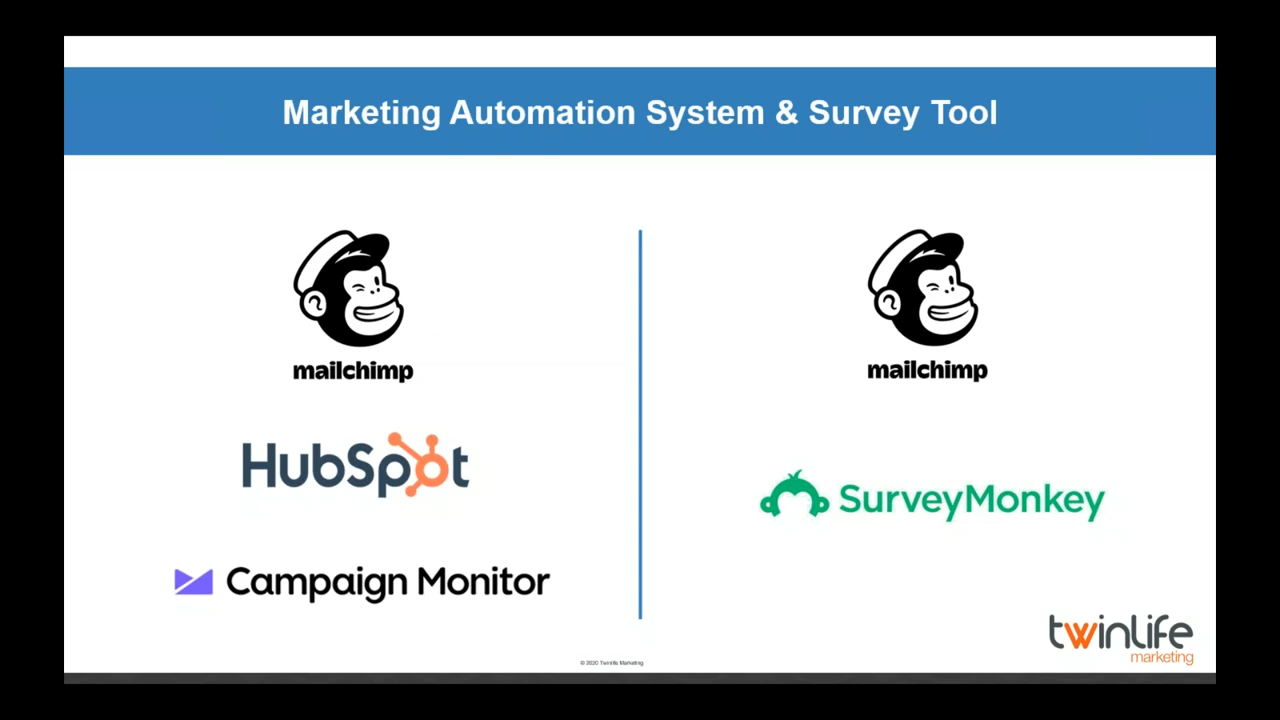 Marketing Automation System & Survey Tool
mailchimp
HubSpot
Campaign Monitor
mailchimp
SurveyMonkey
© 2020 Twinlife Marketing
twinlife
marketing